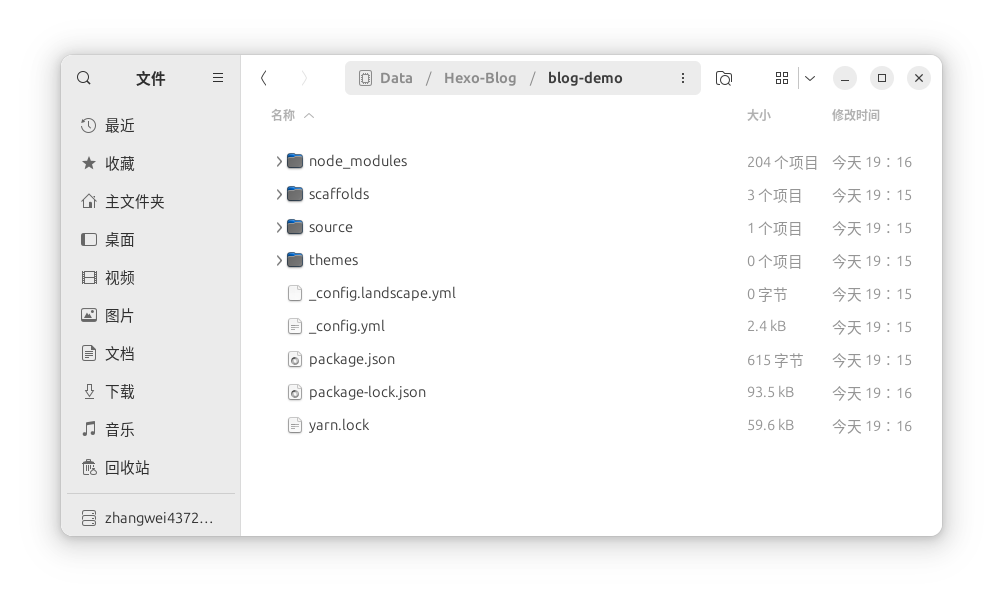 文件
Data / Hexo-Blog / blog-demo
最近
收藏
主文件夹
桌面
视频
图片
文档
下载
音乐
回收站
zhangwei4372…
名称 大小 修改时间
node_modules 204 个项目 今天 19：16
scaffolds 3 个项目 今天 19：15
source 1 个项目 今天 19：15
themes 0 个项目 今天 19：15
_config.landscape.yml 0 字节 今天 19：15
_config.yml 2.4 kB 今天 19：15
package.json 615 字节 今天 19：15
package-lock.json 93.5 kB 今天 19：16
yarn.lock 59.6 kB 今天 19：16